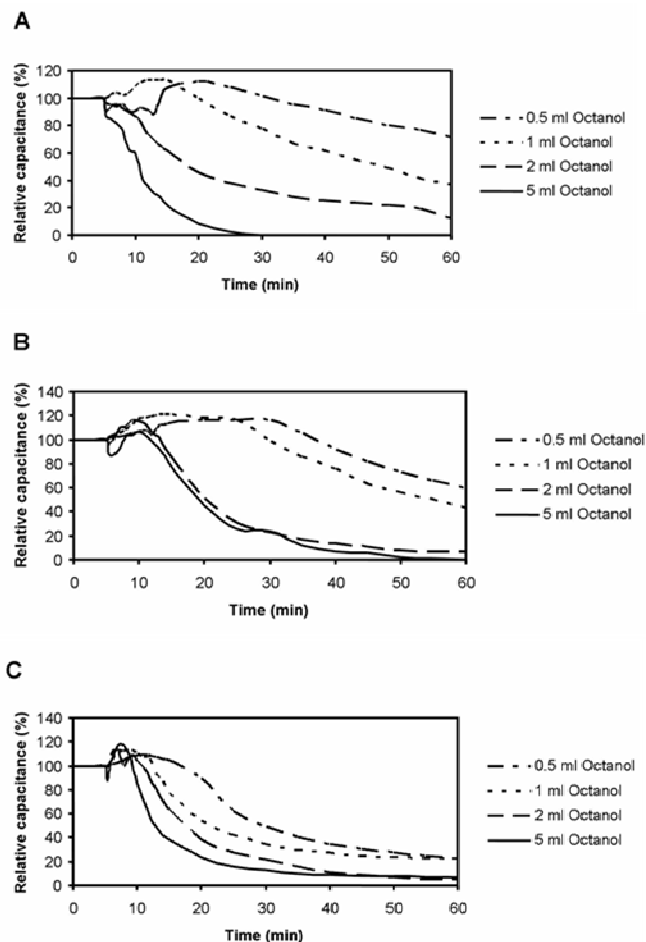 A
Relative capacitance (%)
120
100
80
60
40
20
0
0 10 20 30 40 50 60
Time (min)
0.5 ml Octanol
1 ml Octanol
2 ml Octanol
5 ml Octanol
B
Relative capacitance (%)
140
120
100
80
60
40
20
0
0 10 20 30 40 50 60
Time (min)
0.5 ml Octanol
1 ml Octanol
2 ml Octanol
5 ml Octanol
C
Relative capacitance (%)
140
120
100
80
60
40
20
0
0 10 20 30 40 50 60
Time (min)
0.5 ml Octanol
1 ml Octanol
2 ml Octanol
5 ml Octanol